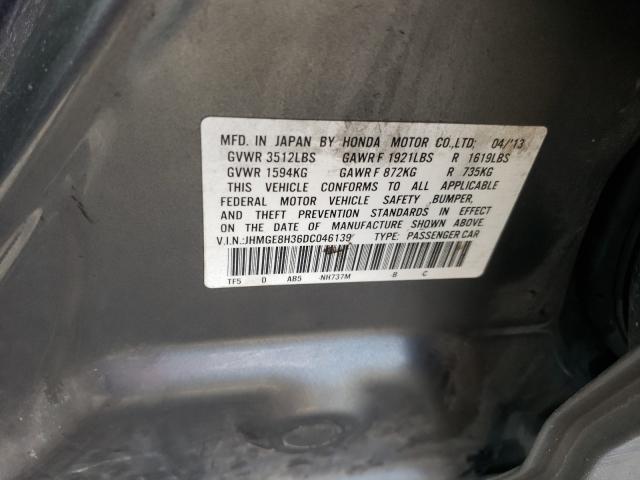 MFD. IN JAPAN BY HONDA MOTOR CO.,LTD. 04/'13
GVWR 3512LBS GAWR F 1921LBS R 1619LBS
GVWR 1594KG GAWR F 872KG R 735KG
THIS VEHICLE CONFORMS TO ALL APPLICABLE
FEDERAL MOTOR VEHICLE SAFETY ,BUMPER,
AND THEFT PREVENTION STANDARDS IN EFFECT
ON THE DATE OF MANUFACTURE SHOWN ABOVE.
V.I.N.:JHMGE8H36DC046139 TYPE: PASSENGER CAR
TF5 D AB5 -NH737M -B -C